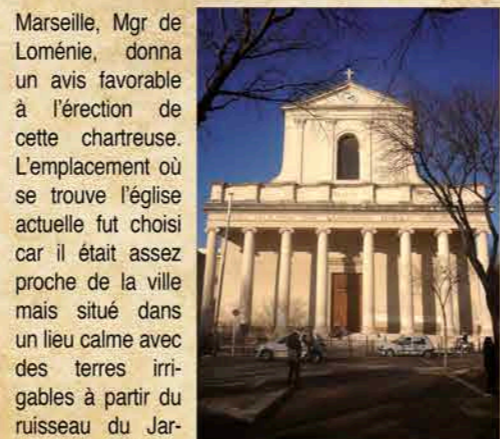 Marseille, Mgr de
Loménie, donna
un avis favorable
à l'érection de
cette chartreuse.
L'emplacement où
se trouve l'église
actuelle fut choisi
car il était assez
proche de la ville
mais situé dans
un lieu calme avec
des terres irri-
gables à partir du
ruisseau du Jar-